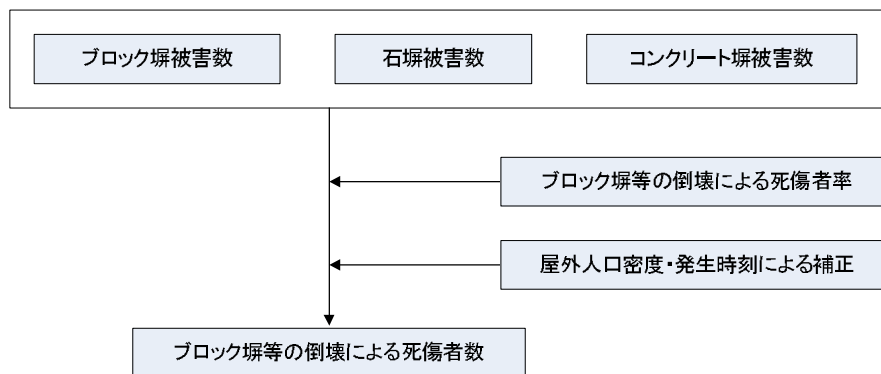 ブロック塀被害数
石塀被害数
コンクリート塀被害数
ブロック塀等の倒壊による死傷者率
屋外人口密度・発生時刻による補正
ブロック塀等の倒壊による死傷者数